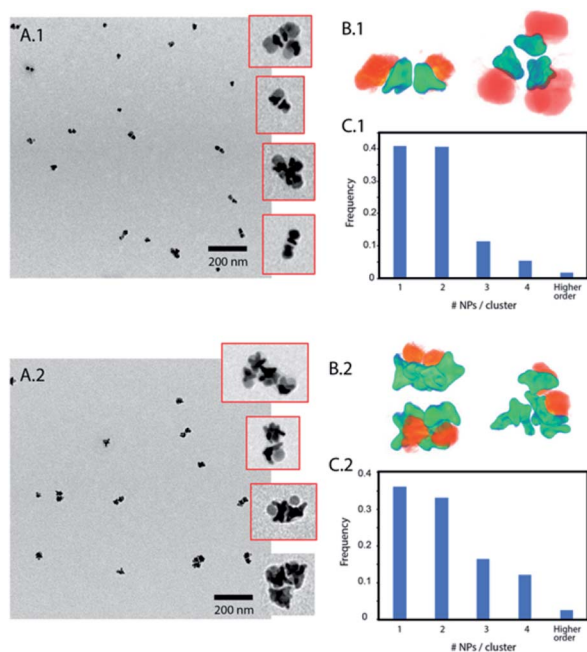 A.1
200 nm
B.1
C.1
Frequency
0.4
0.3
0.2
0.1
0
1 2 3 4 Higher order
# NPs / cluster
A.2
200 nm
B.2
C.2
Frequency
0.4
0.3
0.2
0.1
0
1 2 3 4 Higher order
# NPs / cluster